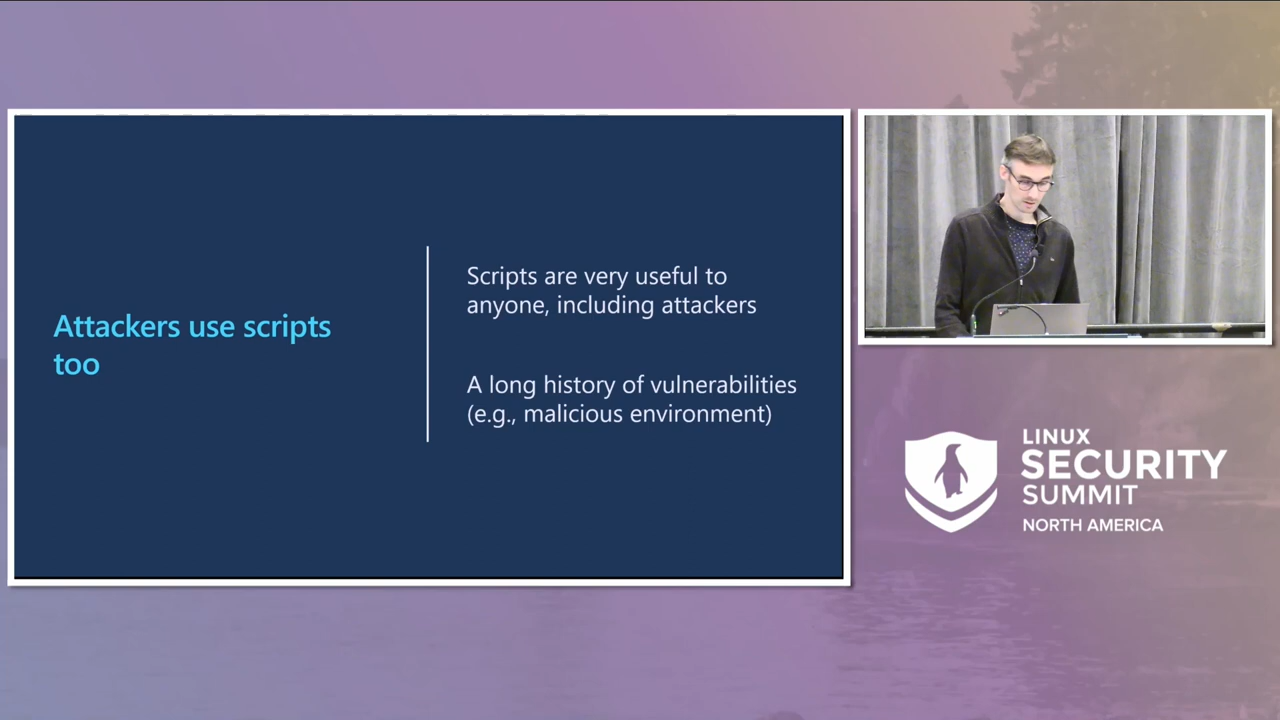 Attackers use scripts
too
Scripts are very useful to
anyone, including attackers
A long history of vulnerabilities
(e.g., malicious environment)
LINUX
SECURITY
SUMMIT
NORTH AMERICA